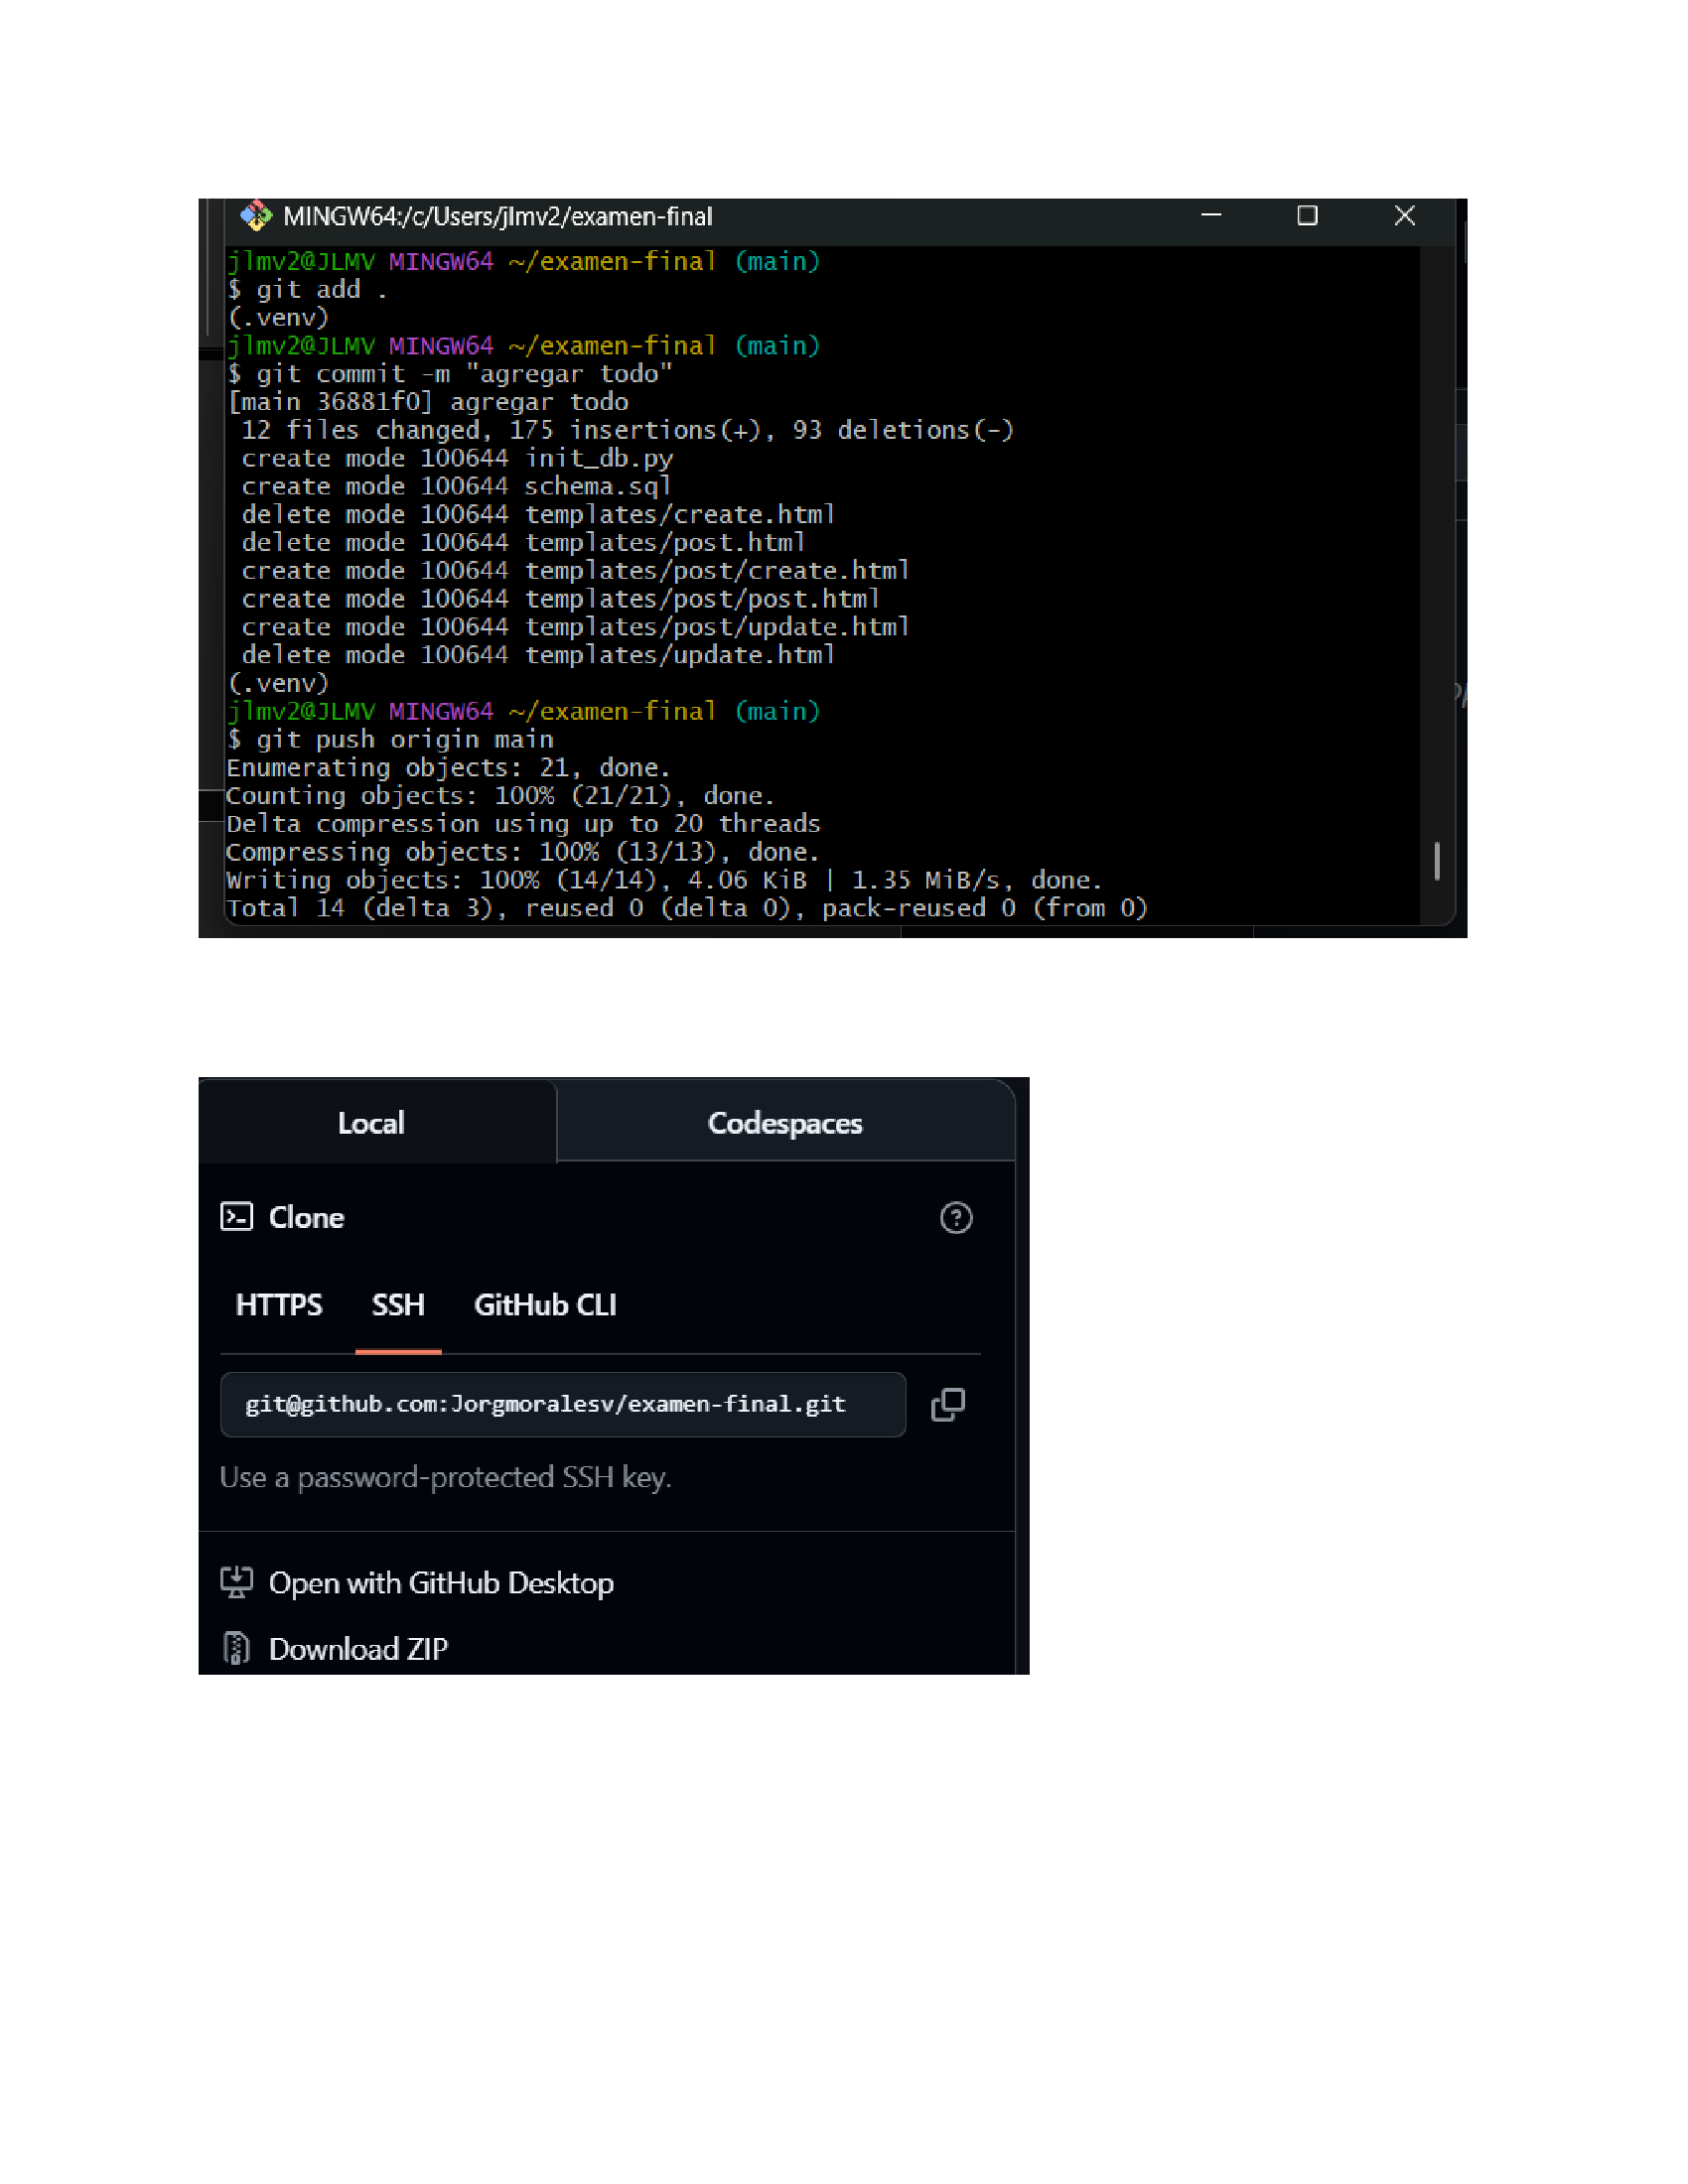 MINGW64:/c/Users/jlmv2/examen-final
jlmv2@JLMV MINGW64 ~/examen-final (main)
$ git add .
(.venv)
jlmv2@JLMV MINGW64 ~/examen-final (main)
$ git commit -m "agregar todo"
[main 36881f0] agregar todo
 12 files changed, 175 insertions(+), 93 deletions(-)
 create mode 100644 init_db.py
 create mode 100644 schema.sql
 delete mode 100644 templates/create.html
 delete mode 100644 templates/post.html
 create mode 100644 templates/post/create.html
 create mode 100644 templates/post/post.html
 create mode 100644 templates/post/update.html
 delete mode 100644 templates/update.html
(.venv)
jlmv2@JLMV MINGW64 ~/examen-final (main)
$ git push origin main
Enumerating objects: 21, done.
Counting objects: 100% (21/21), done.
Delta compression using up to 20 threads
Compressing objects: 100% (13/13), done.
Writing objects: 100% (14/14), 4.06 KiB | 1.35 MiB/s, done.
Total 14 (delta 3), reused 0 (delta 0), pack-reused 0 (from 0)
Local Codespaces
Clone
HTTPS SSH GitHub CLI
git@github.com:Jorgmoralesv/examen-final.git
Use a password-protected SSH key.
Open with GitHub Desktop
Download ZIP